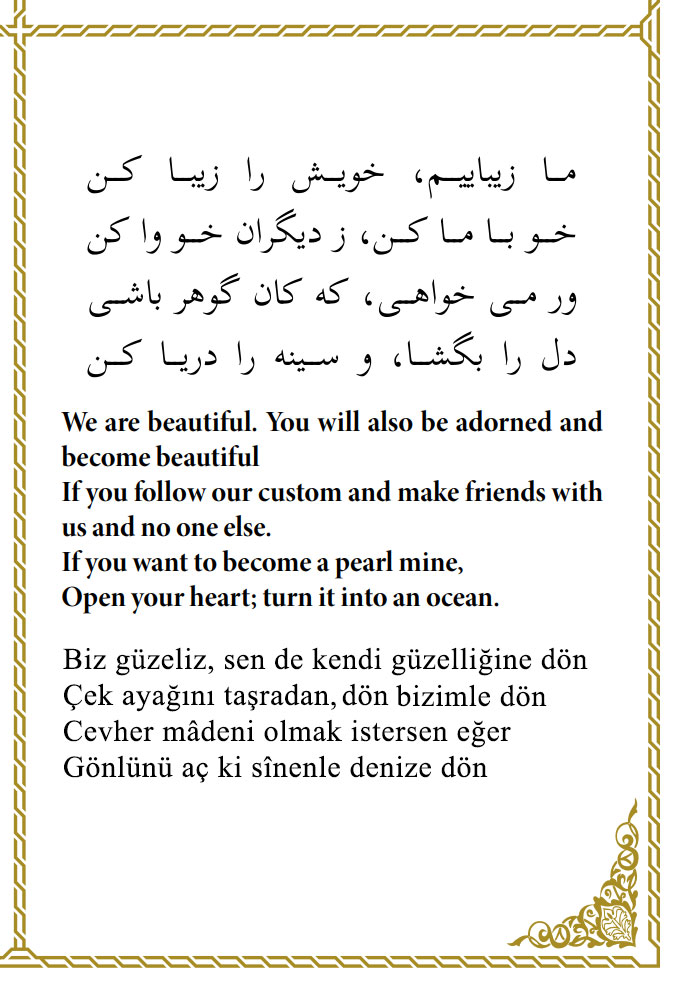 ما زیباییم، خویش را زیبا کن
خو با ما کن، ز دیگران خو وا کن
ور می خواهی، که کان گوهر باشی
دل را بگشا، و سینه را دریا کن
We are beautiful. You will also be adorned and
become beautiful
If you follow our custom and make friends with
us and no one else.
If you want to become a pearl mine,
Open your heart; turn it into an ocean.
Biz güzeliz, sen de kendi güzelliğine dön
Çek ayağını taşradan, dön bizimle dön
Cevher mâdeni olmak istersen eğer
Gönlünü aç ki sînenle denize dön